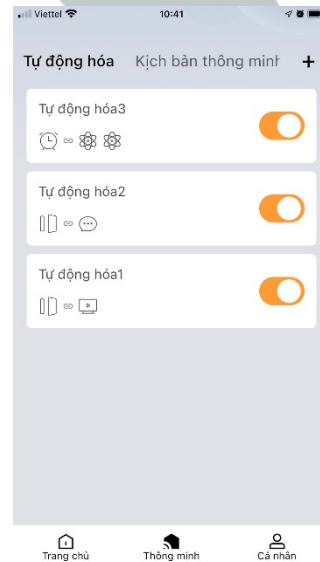 Viettel 10:41
Tự động hóa Kịch bản thông minh +
Tự động hóa3
Tự động hóa2
Tự động hóa1
Trang chủ Thông minh Cá nhân